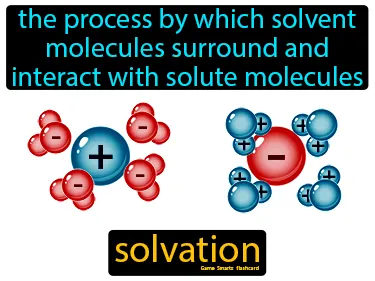 the process by which solvent
molecules surround and
interact with solute molecules
- - + - -
+ + + + - + + + +
solvation
Game Smartz flashcard